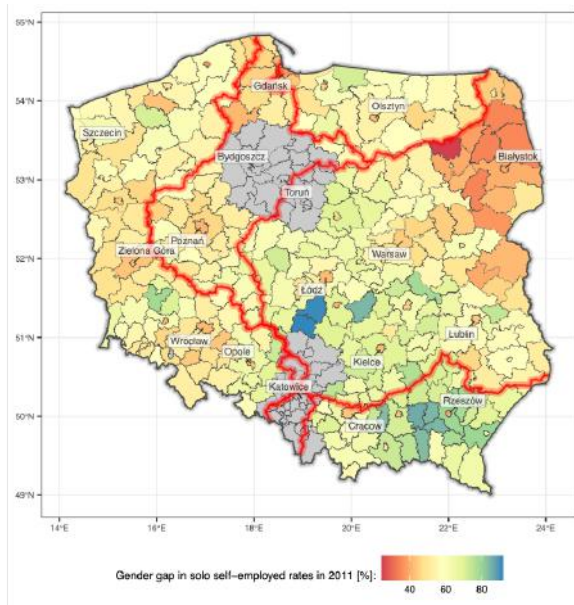 55°N
54°N
53°N
52°N
51°N
50°N
49°N
Gdańsk
Olsztyn
Szczecin
Białystok
Bydgoszcz
Toruń
Poznań
Zielona Góra
Warsaw
Łódź
Wrocław
Lublin
Opole
Kielce
Katowice
Rzeszów
Cracow
14°E 16°E 18°E 20°E 22°E 24°E
Gender gap in solo self−employed rates in 2011 [%]:
40 60 80